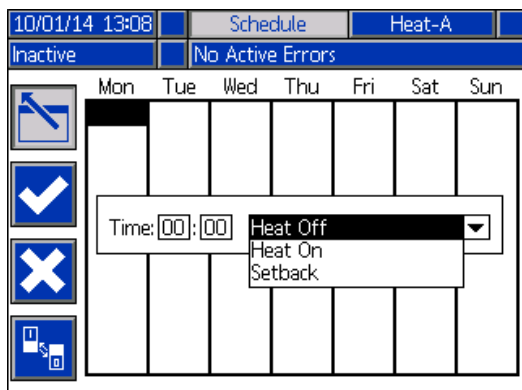 10/01/14 13:08 Schedule Heat-A
Inactive No Active Errors
Mon Tue Wed Thu Fri Sat Sun
Time: 00 : 00 Heat Off
Heat On
Setback